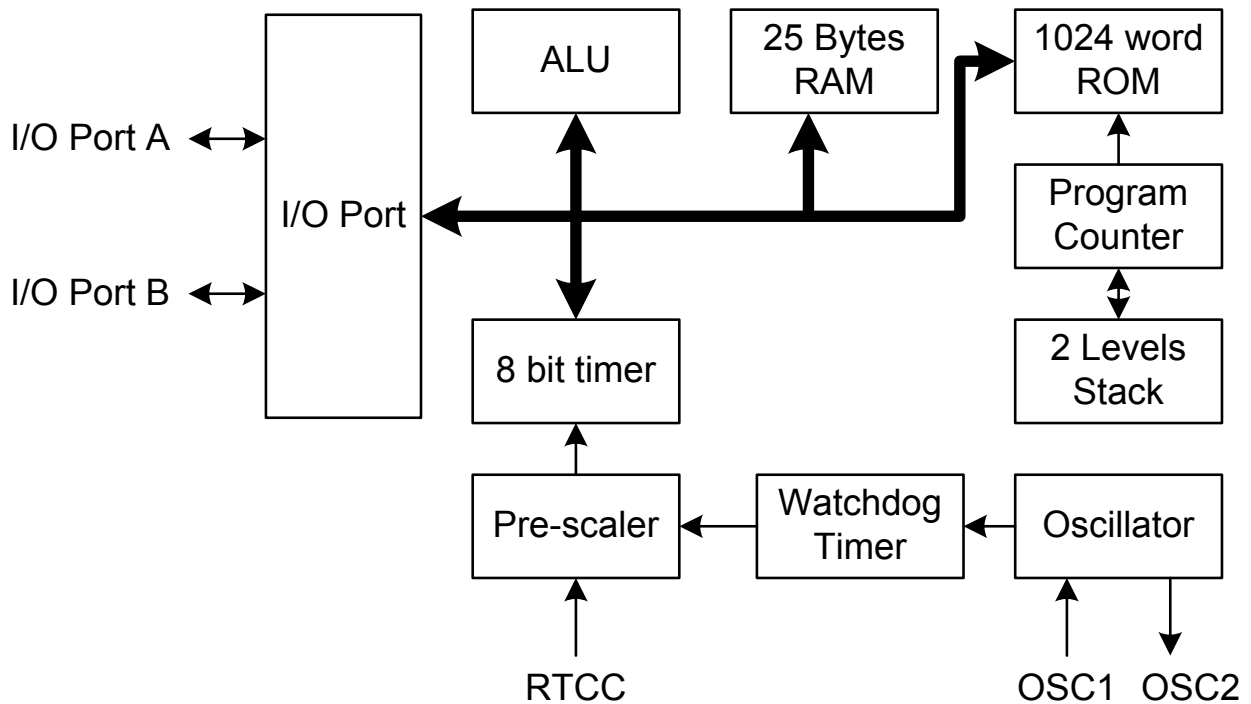 ALU
25 Bytes
RAM
1024 word
ROM
I/O Port A
I/O Port
I/O Port B
Program
Counter
8 bit timer
2 Levels
Stack
Pre-scaler
Watchdog
Timer
Oscillator
RTCC
OSC1
OSC2